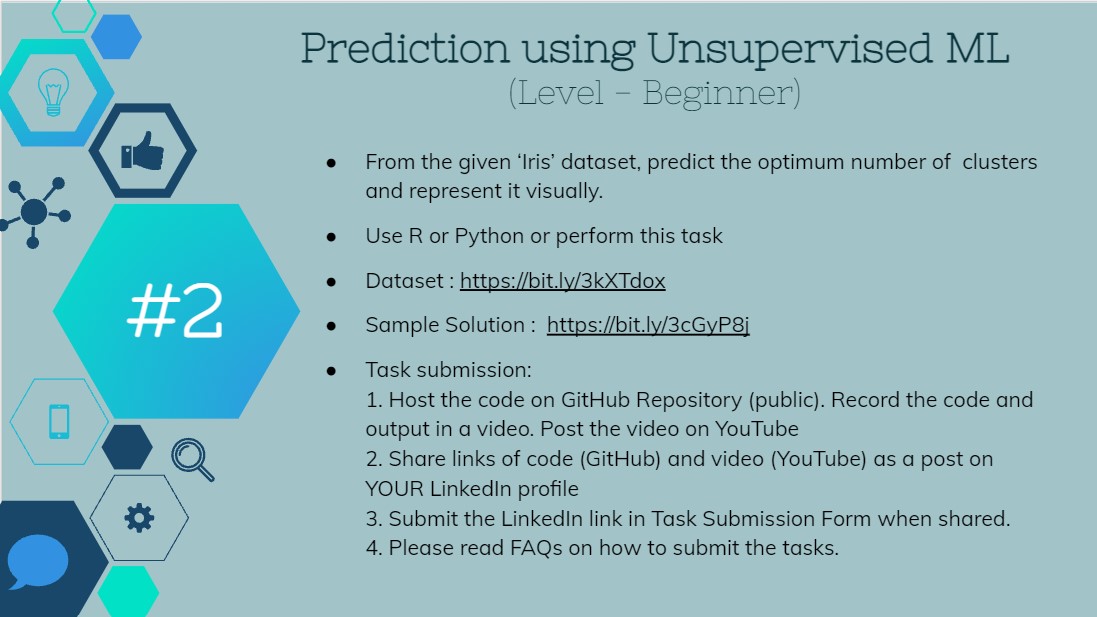 Prediction using Unsupervised ML
(Level – Beginner)
● From the given ‘Iris’ dataset, predict the optimum number of  clusters
and represent it visually.
● Use R or Python or perform this task
● Dataset : https://bit.ly/3kXTdox
● Sample Solution :  https://bit.ly/3cGyP8j
● Task submission:
1. Host the code on GitHub Repository (public). Record the code and
output in a video. Post the video on YouTube
2. Share links of code (GitHub) and video (YouTube) as a post on
YOUR LinkedIn profile
3. Submit the LinkedIn link in Task Submission Form when shared.
4. Please read FAQs on how to submit the tasks.
#2